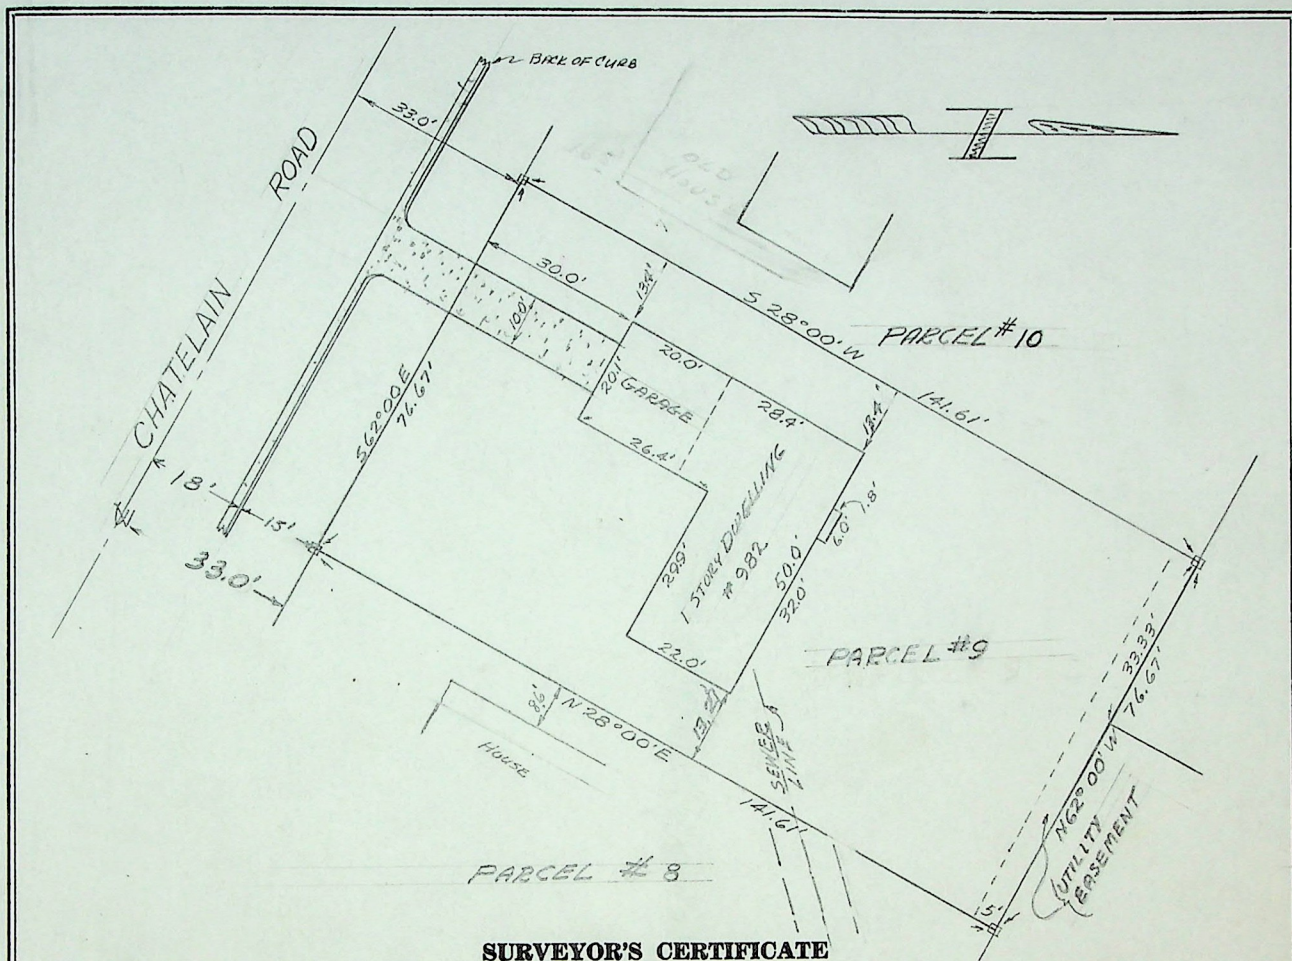 BACK OF CURB
33.0'
OLD
HOUSE
CHATELAIN ROAD
30.0'
13.4'
S 28°00' W
141.61'
PARCEL #10
10.0'
20.1'
GARAGE
20.0'
28.4'
13.4'
S 62°00 E
76.67'
26.4'
1 STORY DWELLING
# 982
29.9'
50.0'
32.0'
6.0'
7.8'
18'
15'
33.0'
22.0'
PARCEL #9
33.33'
76.67'
8.6'
N 28°00' E
13.2'
HOUSE
SEWER
LINE
141.61'
N 62°00' W
UTILITY
EASEMENT
PARCEL # 8
5'
SURVEYOR'S CERTIFICATE